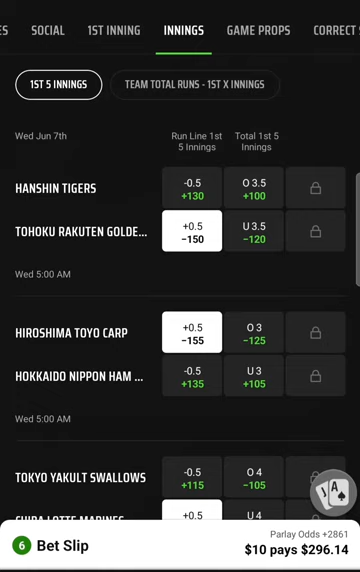 SOCIAL 1ST INNING INNINGS GAME PROPS CORRECT
1ST 5 INNINGS TEAM TOTAL RUNS - 1ST X INNINGS
Wed Jun 7th Run Line 1st 5 Innings Total 1st 5 Innings
HANSHIN TIGERS -0.5 +130 O 3.5 +100
TOHOKU RAKUTEN GOLDE... +0.5 −150 U 3.5 −120
Wed 5:00 AM
HIROSHIMA TOYO CARP +0.5 −155 O 3 −125
HOKKAIDO NIPPON HAM ... -0.5 +135 U 3 +105
Wed 5:00 AM
TOKYO YAKULT SWALLOWS -0.5 +115 O 4 −105
CHIBA LOTTE MARINES +0.5 U 4
A
Parlay Odds +2861
6 Bet Slip $10 pays $296.14